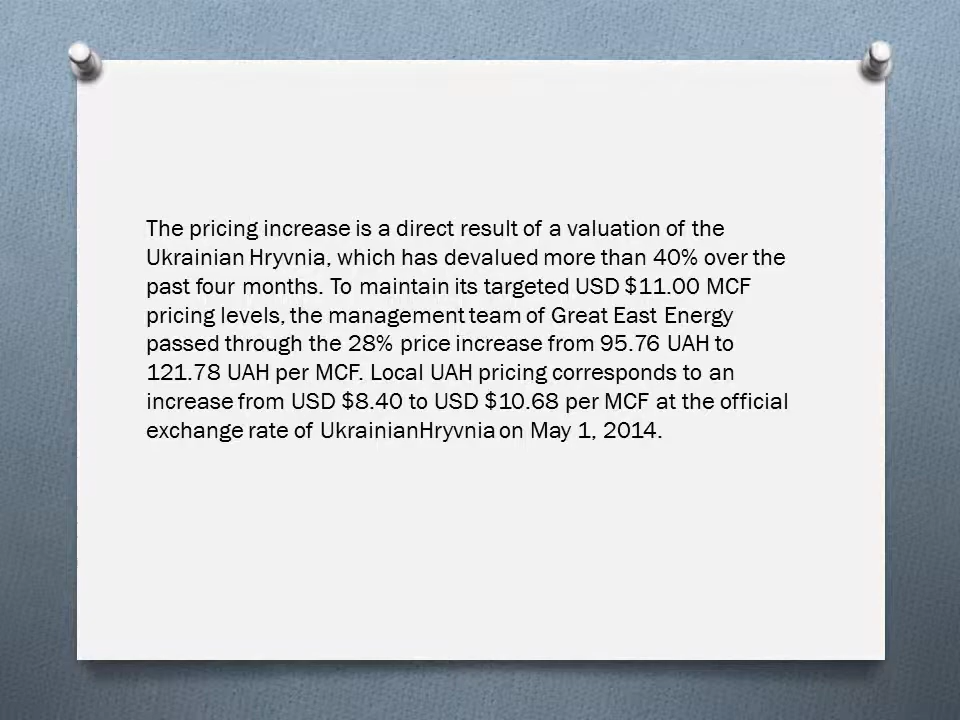 The pricing increase is a direct result of a valuation of the
Ukrainian Hryvnia, which has devalued more than 40% over the
past four months. To maintain its targeted USD $11.00 MCF
pricing levels, the management team of Great East Energy
passed through the 28% price increase from 95.76 UAH to
121.78 UAH per MCF. Local UAH pricing corresponds to an
increase from USD $8.40 to USD $10.68 per MCF at the official
exchange rate of UkrainianHryvnia on May 1, 2014.